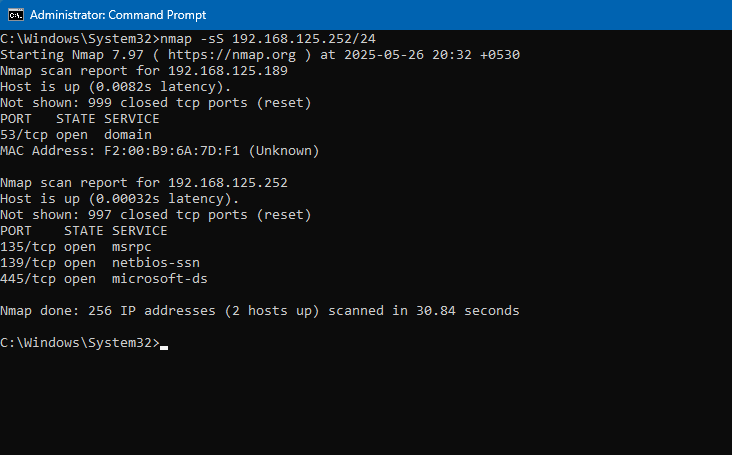 Administrator: Command Prompt
C:\Windows\System32>nmap -sS 192.168.125.252/24
Starting Nmap 7.97 ( https://nmap.org ) at 2025-05-26 20:32 +0530
Nmap scan report for 192.168.125.189
Host is up (0.0082s latency).
Not shown: 999 closed tcp ports (reset)
PORT   STATE SERVICE
53/tcp open  domain
MAC Address: F2:00:B9:6A:7D:F1 (Unknown)
Nmap scan report for 192.168.125.252
Host is up (0.00032s latency).
Not shown: 997 closed tcp ports (reset)
PORT    STATE SERVICE
135/tcp open  msrpc
139/tcp open  netbios-ssn
445/tcp open  microsoft-ds
Nmap done: 256 IP addresses (2 hosts up) scanned in 30.84 seconds
C:\Windows\System32>